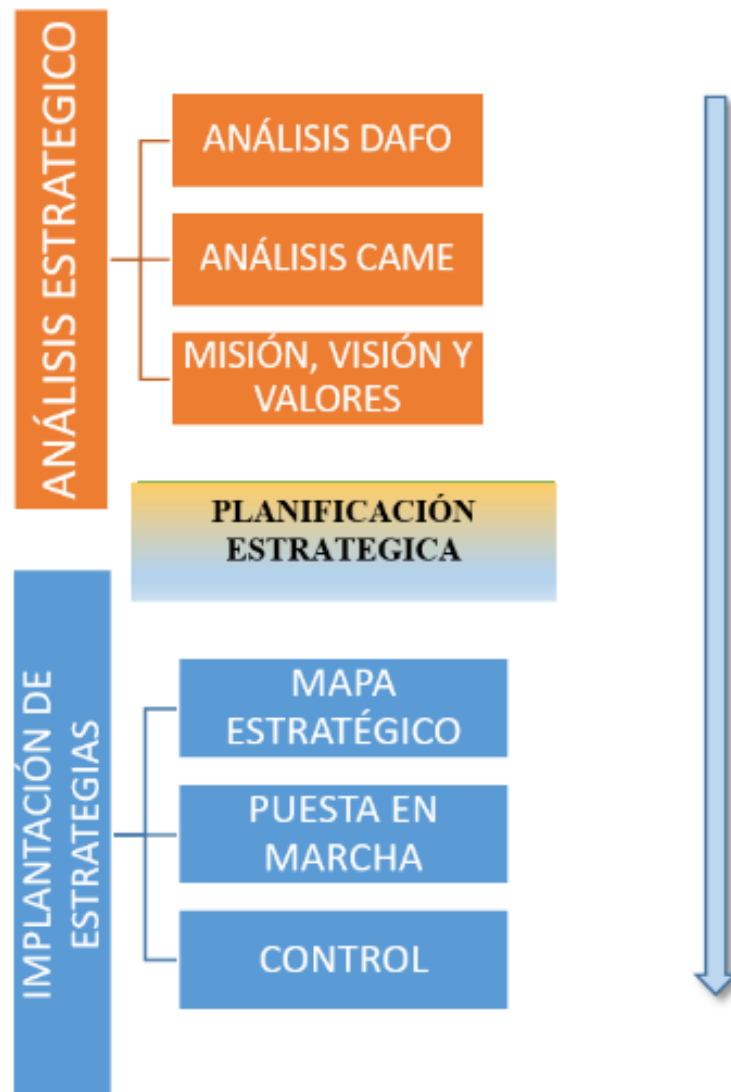 ANÁLISIS ESTRATEGICO
ANÁLISIS DAFO
ANÁLISIS CAME
MISIÓN, VISIÓN Y
VALORES
PLANIFICACIÓN
ESTRATEGICA
IMPLANTACIÓN DE
ESTRATEGIAS
MAPA
ESTRATÉGICO
PUESTA EN
MARCHA
CONTROL